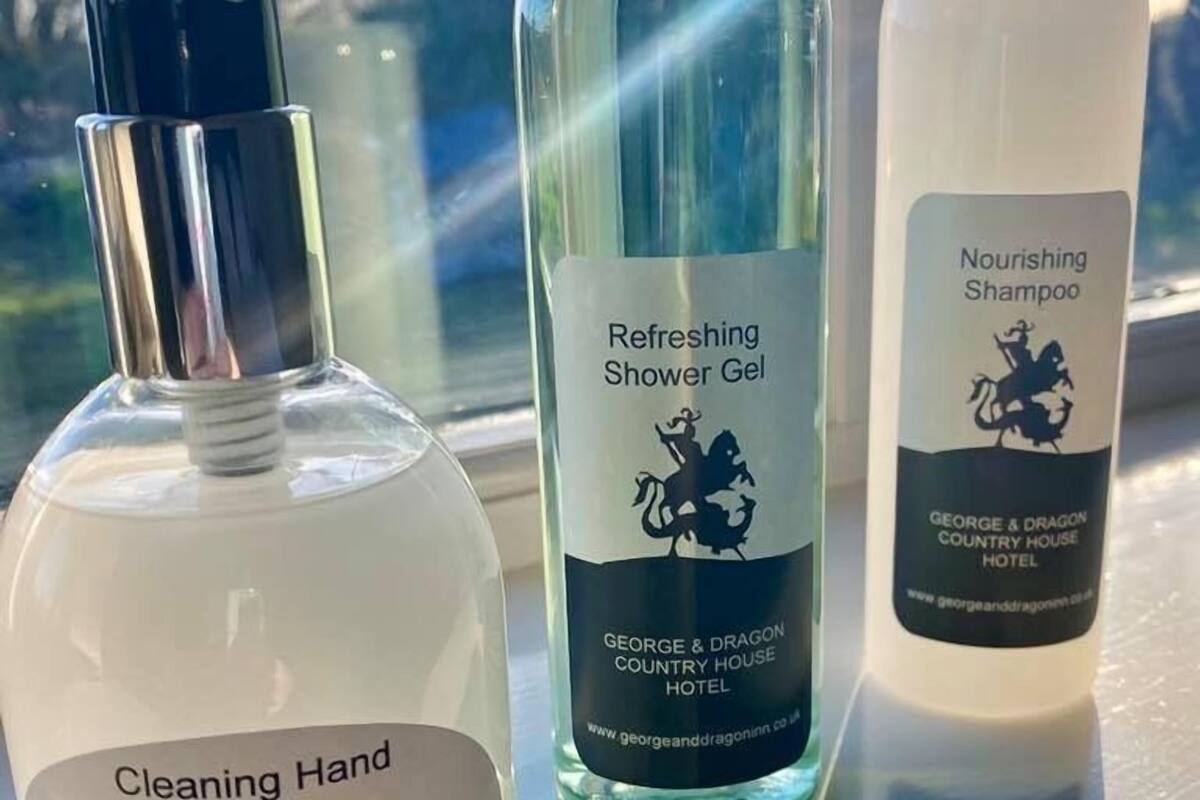 Cleaning Hand
Refreshing
Shower Gel
GEORGE & DRAGON
COUNTRY HOUSE
HOTEL
www.georgeanddragoninn.co.uk
Nourishing
Shampoo
GEORGE & DRAGON
COUNTRY HOUSE
HOTEL
www.georgeanddragoninn.co.uk